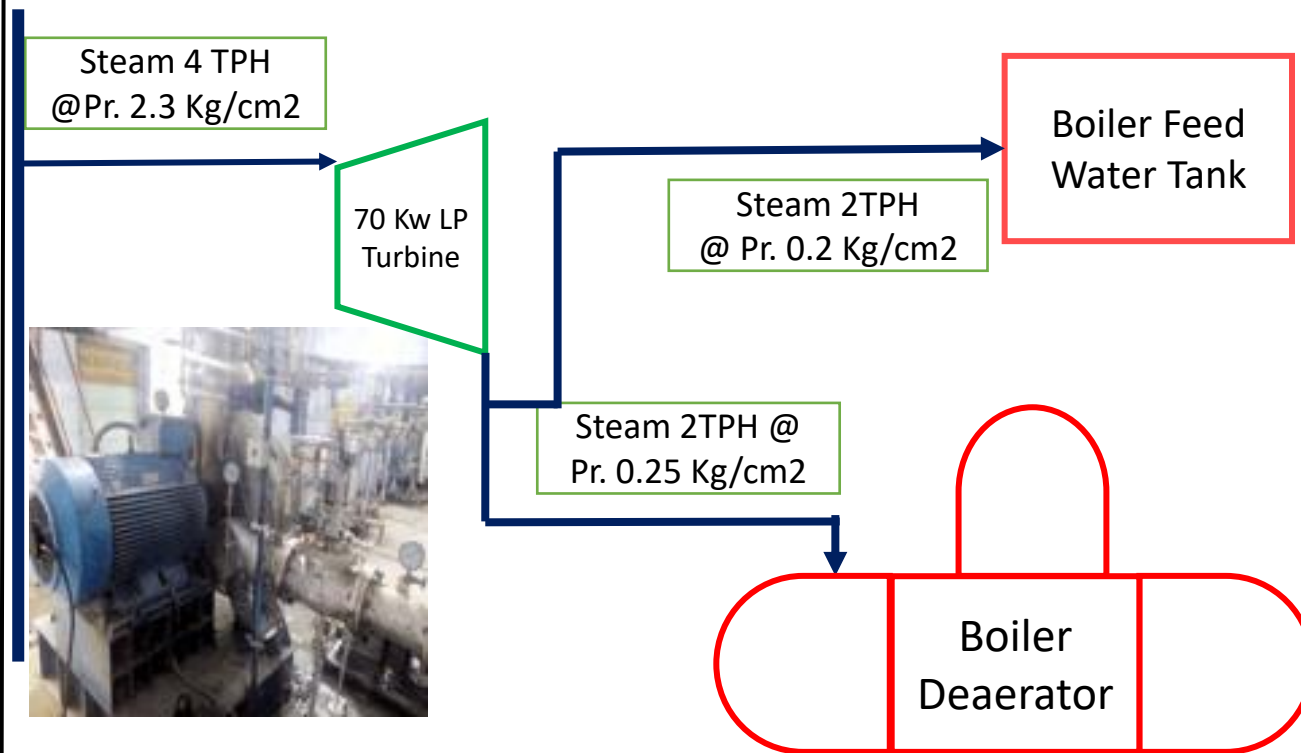 Steam 4 TPH
@Pr. 2.3 Kg/cm2
70 Kw LP
Turbine
Boiler Feed
Water Tank
Steam 2TPH
@ Pr. 0.2 Kg/cm2
Steam 2TPH @
Pr. 0.25 Kg/cm2
Boiler
Deaerator